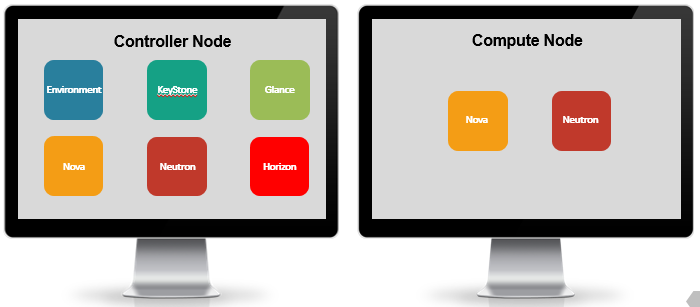 Controller Node
Environment
KeyStone
Glance
Nova
Neutron
Horizon
Compute Node
Nova
Neutron